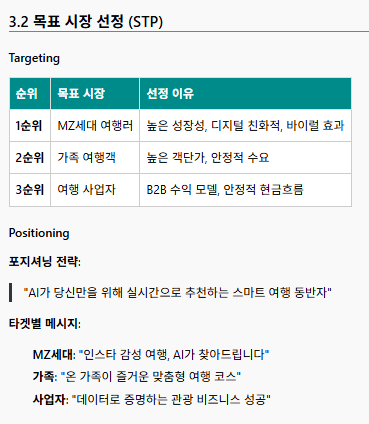 3.2 목표 시장 선정 (STP)
Targeting
순위 목표 시장 선정 이유
1순위 MZ세대 여행러 높은 성장성, 디지털 친화적, 바이럴 효과
2순위 가족 여행객 높은 객단가, 안정적 수요
3순위 여행 사업자 B2B 수익 모델, 안정적 현금흐름
Positioning
포지셔닝 전략:
"AI가 당신만을 위해 실시간으로 추천하는 스마트 여행 동반자"
타겟별 메시지:
MZ세대: "인스타 감성 여행, AI가 찾아드립니다"
가족: "온 가족이 즐거운 맞춤형 여행 코스"
사업자: "데이터로 증명하는 관광 비즈니스 성공"